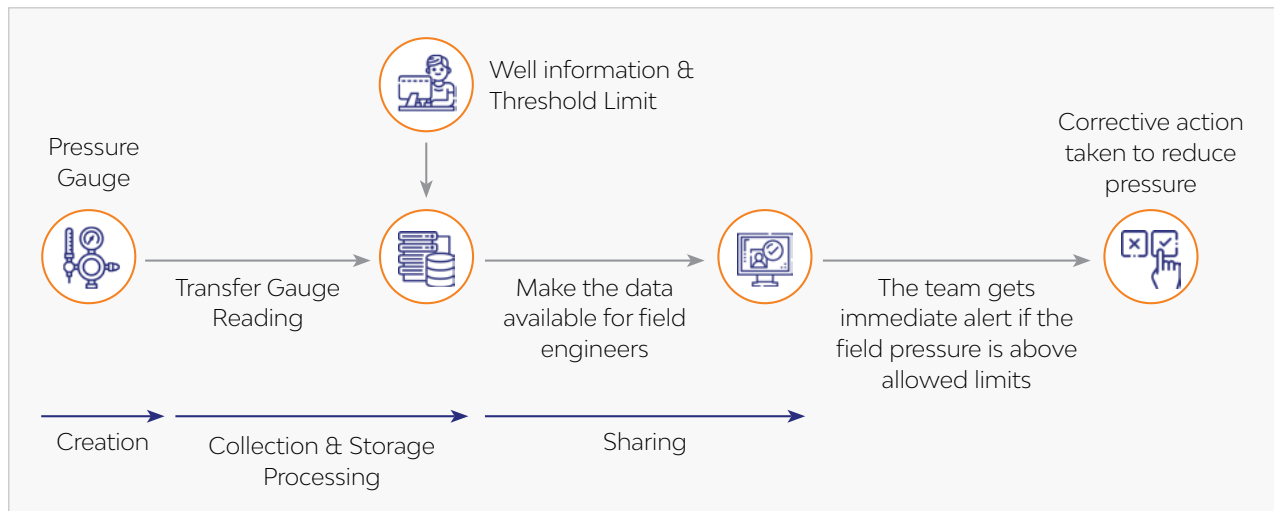 Well information &
Threshold Limit
Pressure
Gauge
Corrective action
taken to reduce
pressure
Transfer Gauge
Reading
Make the data
available for field
engineers
The team gets
immediate alert if the
field pressure is above
allowed limits
Creation
Collection & Storage
Processing
Sharing